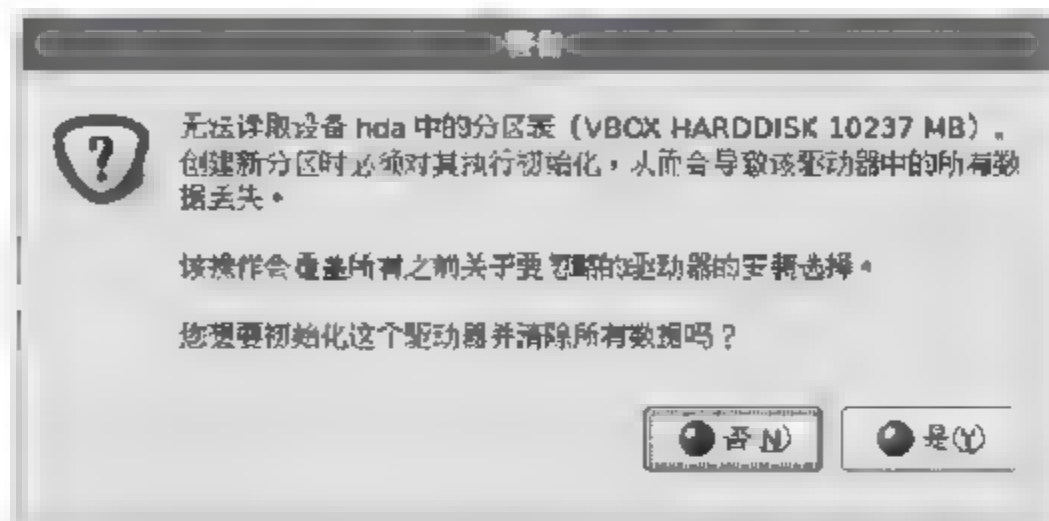 警告
无法读取设备 hda 中的分区表（VBOX HARDDISK 10237 MB）。
创建新分区时必须对其执行初始化，从而会导致该驱动器中的所有数
据丢失。
该操作会覆盖所有之前关于要忽略的驱动器的安装选择。
您想要初始化这个驱动器并清除所有数据吗？
否(N)
是(Y)